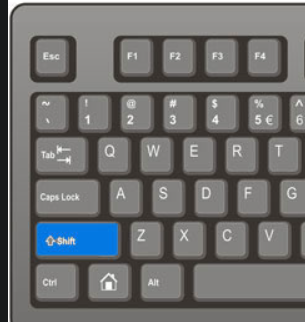 Esc F1 F2 F3 F4
~ ! @ # $ % ^
` 1 2 3 4 5 € 6
Tab Q W E R T
Caps Lock A S D F G
Shift Z X C V
Ctrl Alt